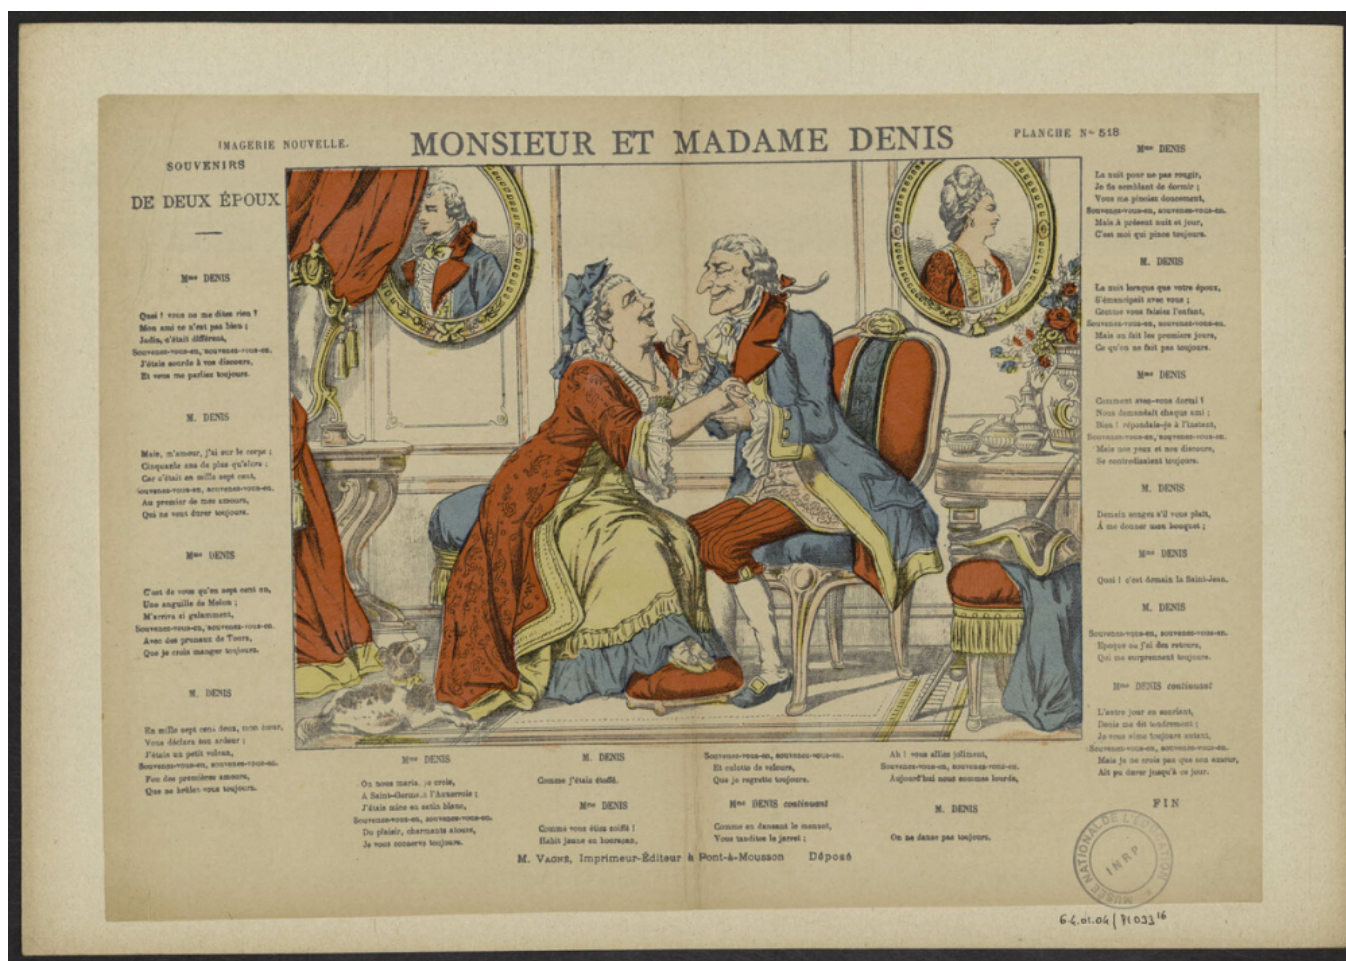 IMAGERIE NOUVELLE.
MONSIEUR ET MADAME DENIS
PLANCHE No 518
SOUVENIRS
DE DEUX ÉPOUX
Mme DENIS
Quoi ! vous ne me dites rien ?
Mon ami ce n'est pas bien ;
Jadis, c'était différent,
Souvenez-vous-en, souvenez-vous-en.
J'étais sourde à vos discours,
Et vous me parliez toujours.
M. DENIS
Mais, m'amour, j'ai sur le corps ;
Cinquante ans de plus qu'alors ;
Car c'était en mille sept cent,
Souvenez-vous-en, souvenez-vous-en.
Au premier de mes amours,
Qui ne vont durer toujours.
Mme DENIS
C'est de vous qu'en sept cent un,
Une anguille de Melun ;
M'arriva si galamment,
Souvenez-vous-en, souvenez-vous-en.
Avec des pruneaux de Tours,
Que je crois manger toujours.
M. DENIS
En mille sept cent deux, mon cœur,
Vous déclara son ardeur ;
J'étais un petit volcan,
Souvenez-vous-en, souvenez-vous-en.
Feu des premières amours,
Que ne brûlez-vous toujours.
Mme DENIS
On nous maria, je crois,
A Saint-Germain l'Auxerrois ;
J'étais mise en satin blanc,
Souvenez-vous-en, souvenez-vous-en.
Du plaisir, charmants atours,
Je vous conserve toujours.
M. DENIS
Comme j'étais étoffé.
Mme DENIS
Comme vous étiez coiffé !
Habit jaune en bouracan,
Souvenez-vous-en, souvenez-vous-en.
Et culotte de velours,
Que je regrette toujours.
Mme DENIS continuant
Comme en dansant le menuet,
Vous tendites le jarret ;
Ah ! vous alliez joliment,
Souvenez-vous-en, souvenez-vous-en.
Aujourd'hui nous sommes lourds,
M. DENIS
On ne danse pas toujours.
Mme DENIS
La nuit pour ne pas rougir,
Je fis semblant de dormir ;
Vous me pinciez doucement,
Souvenez-vous-en, souvenez-vous-en.
Mais à présent nuit et jour,
C'est moi qui pince toujours.
M. DENIS
La nuit lorsque que votre époux,
S'émancipait avec vous ;
Comme vous faisiez l'enfant,
Souvenez-vous-en, souvenez-vous-en.
Mais on fait les premiers jours,
Ce qu'on ne fait pas toujours.
Mme DENIS
Comment avez-vous dormi ?
Nous demandait chaque ami ;
Bien ! répondais-je à l'instant,
Souvenez-vous-en, souvenez-vous-en.
Mais nos yeux et nos discours,
Se contredisaient toujours.
M. DENIS
Demain songez s'il vous plaît,
A me donner mon bouquet ;
Mme DENIS
Quoi ! c'est demain la Saint-Jean.
M. DENIS
Souvenez-vous-en, souvenez-vous-en.
Epoque ou j'ai des retours,
Qui me surprennent toujours.
Mme DENIS continuant
L'autre jour en souriant,
Denis me dit tendrement ;
Je vous aime toujours autant,
Souvenez-vous-en, souvenez-vous-en.
Mais je ne crois pas que son amour,
Ait pu durer jusqu'à ce jour.
FIN
M. VAGNÉ, Imprimeur-Éditeur à Pont-à-Mousson Déposé
MUSÉE NATIONAL DE L'ÉDUCATION
INRP
6.4.01.04/71033 16